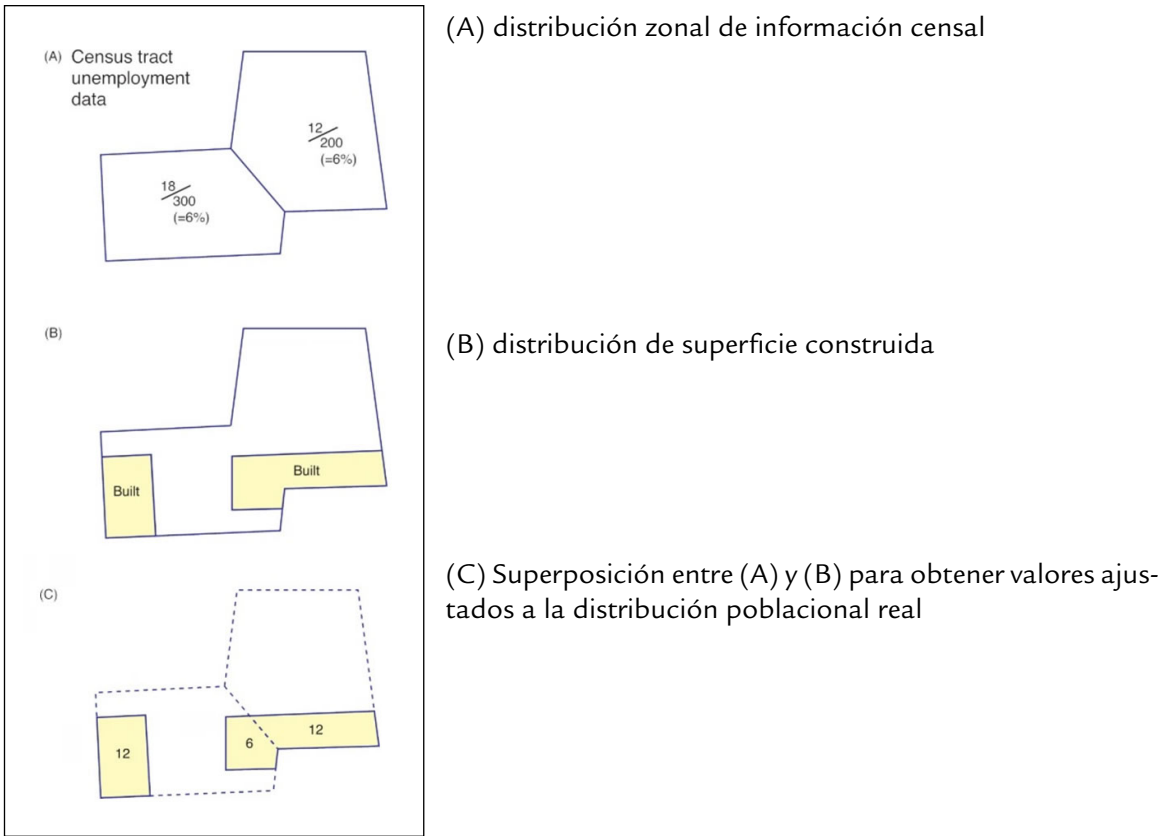 (A) Census tract
unemployment
data
12/200
(=6%)
18/300
(=6%)
(A) distribución zonal de información censal
(B)
Built
Built
(B) distribución de superficie construida
(C)
12
6
12
(C) Superposición entre (A) y (B) para obtener valores ajus-
tados a la distribución poblacional real